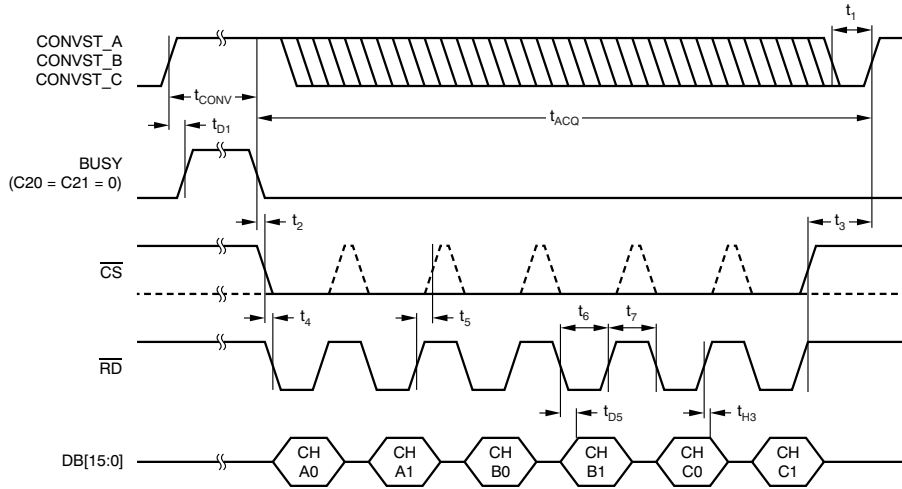 t1
CONVST_A
CONVST_B
CONVST_C
tCONV
tACQ
tD1
BUSY
(C20 = C21 = 0)
t2
t3
CS
t4
t5
t6
t7
RD
tD5
tH3
DB[15:0]
CH A0
CH A1
CH B0
CH B1
CH C0
CH C1